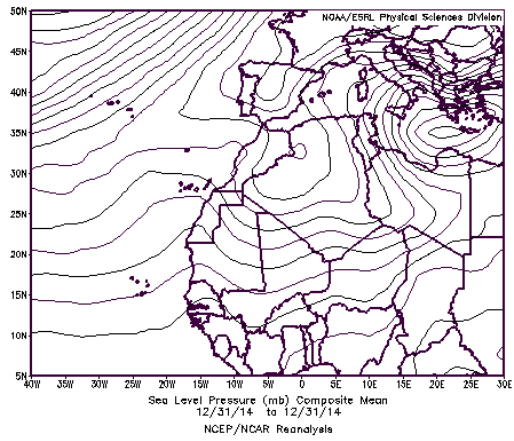 NOAA/ESRL Physical Sciences Division
50N
45N
40N
35N
30N
25N
20N
15N
10N
5N
40W 35W 30W 25W 20W 15W 10W 5W 0 5E 10E 15E 20E 25E 30E
Sea Level Pressure (mb) Composite Mean
12/31/14 to 12/31/14
NCEP/NCAR Reanalysis